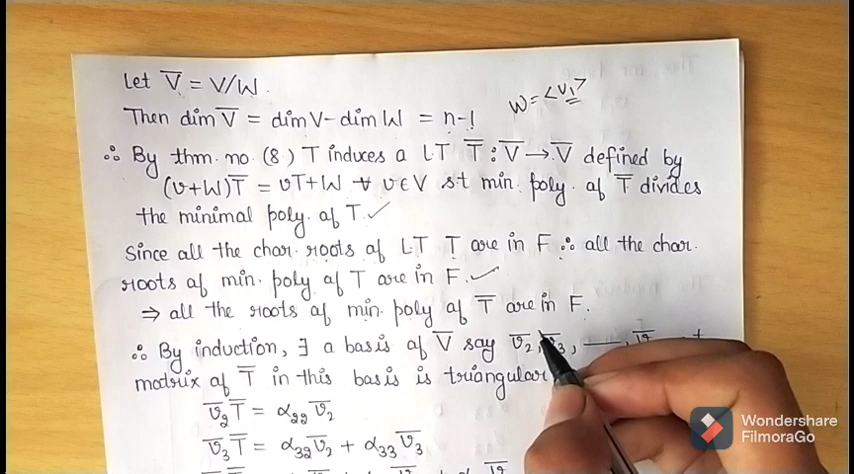 Let V̅ = V/W.
W = <v₁>
Then dim V̅ = dim V - dim W = n-1
∴ By thm. no. (8) T induces a LT T̅ : V̅ → V̅ defined by
(v+W)T̅ = vT+W ∀ v ∈ V st min. poly. of T̅ divides
the minimal poly. of T. ✓
Since all the char. roots of LT T are in F ∴ all the char.
roots of min. poly of T are in F. ✓
⇒ all the roots of min. poly of T̅ are in F.
∴ By induction, ∃ a basis of V̅ say v̅₂, v̅₃, —,
matrix of T̅ in this basis is triangular
v̅₂T̅ = α₂₂ v̅₂
v̅₃T̅ = α₃₂ v̅₂ + α₃₃ v̅₃
Wondershare
FilmoraGo